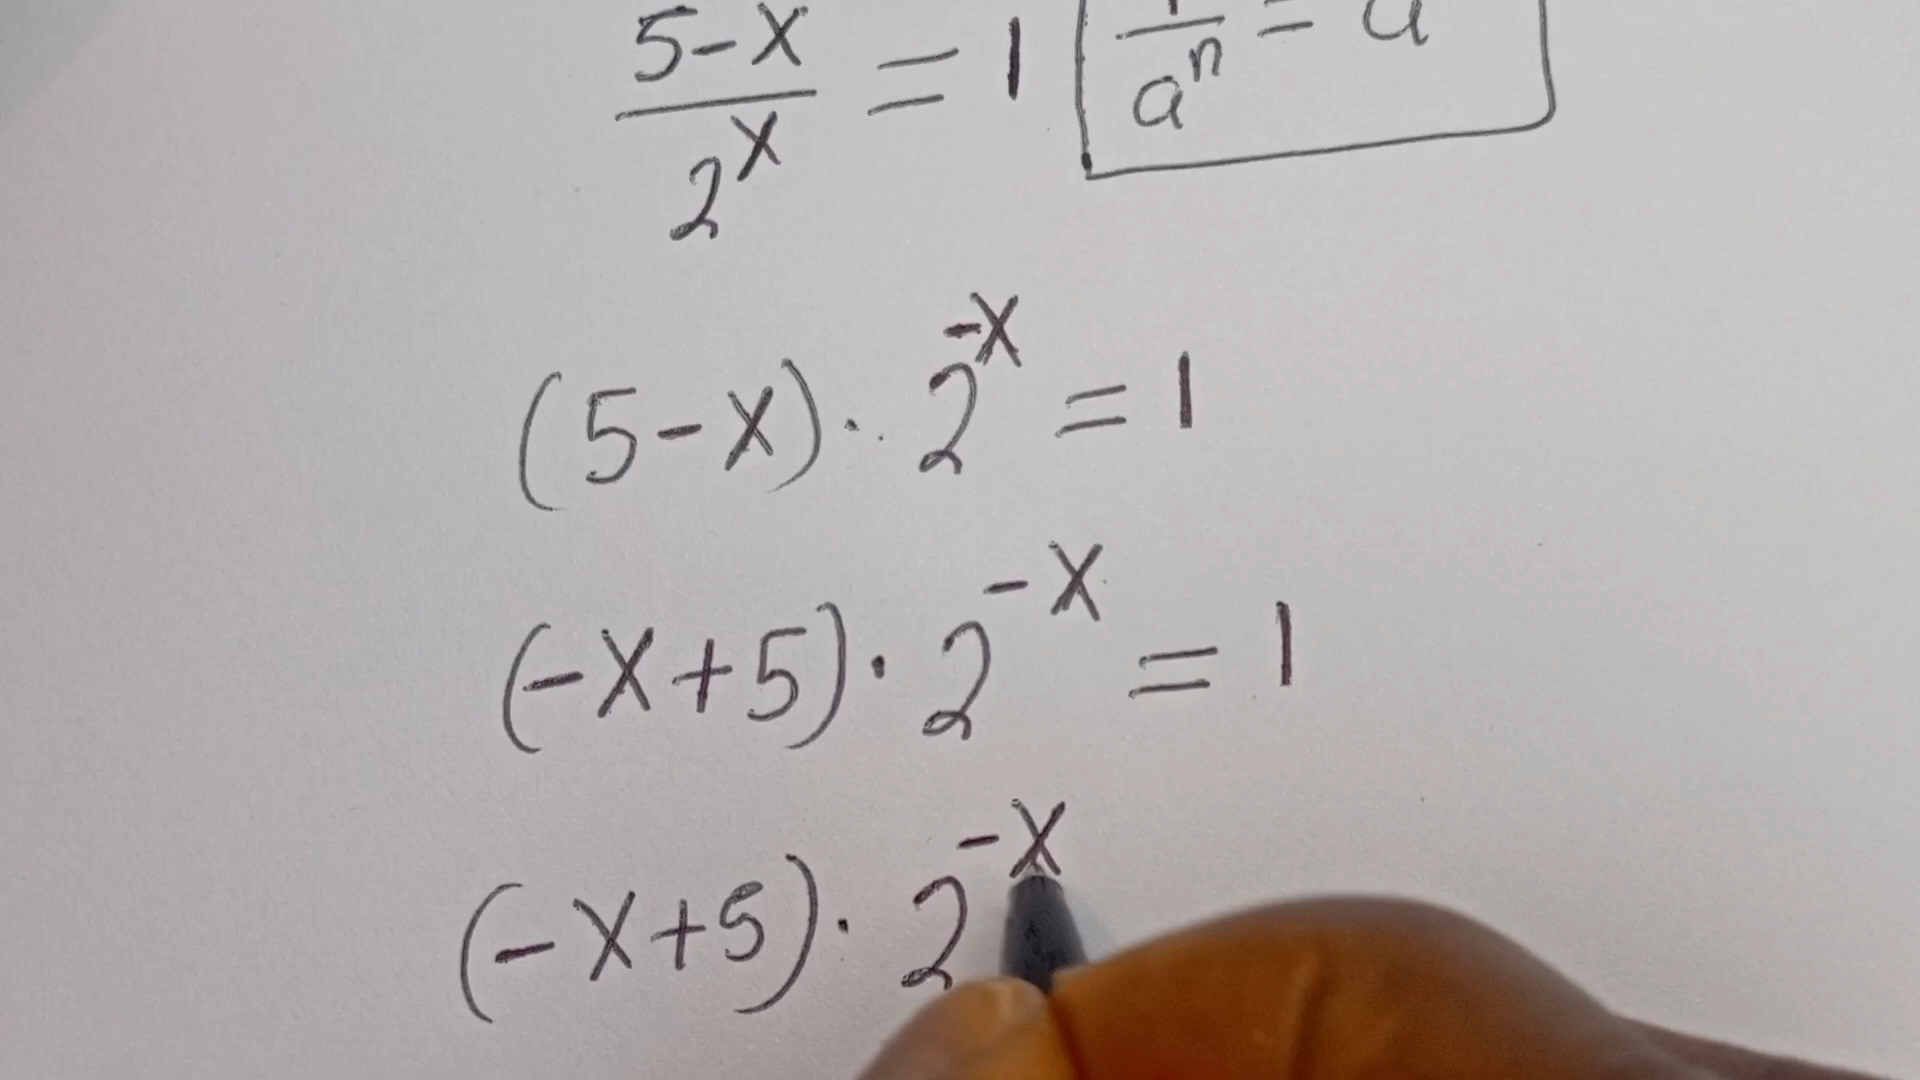 5-x/2^x = 1 1/a^n = a
(5-x)· 2^-x = 1
(-x+5)· 2^-x = 1
(-x+5)· 2^-x